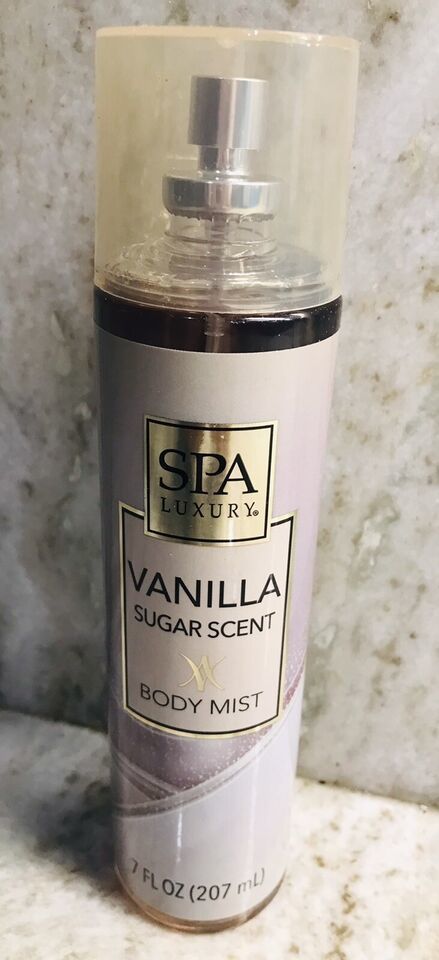 SPA
LUXURY®
VANILLA
SUGAR SCENT
BODY MIST
7 FL OZ (207 mL)